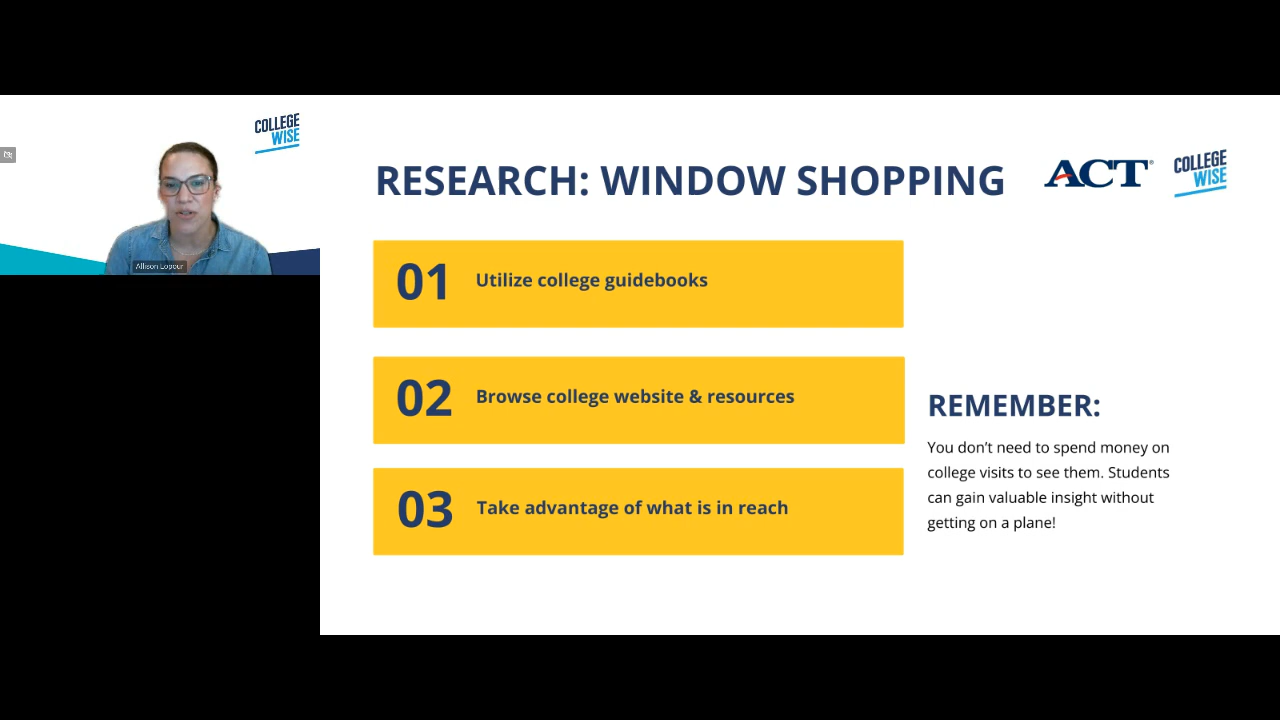 COLLEGE
WISE
Allison Lopour
RESEARCH: WINDOW SHOPPING
ACT®
COLLEGE
WISE
01 Utilize college guidebooks
02 Browse college website & resources
03 Take advantage of what is in reach
REMEMBER:
You don’t need to spend money on
college visits to see them. Students
can gain valuable insight without
getting on a plane!